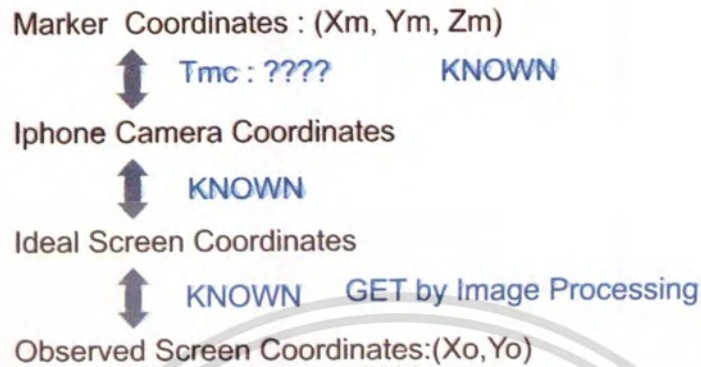 Marker Coordinates : (Xm, Ym, Zm)
Tmc : ???? KNOWN
Iphone Camera Coordinates
KNOWN
Ideal Screen Coordinates
KNOWN GET by Image Processing
Observed Screen Coordinates:(Xo,Yo)